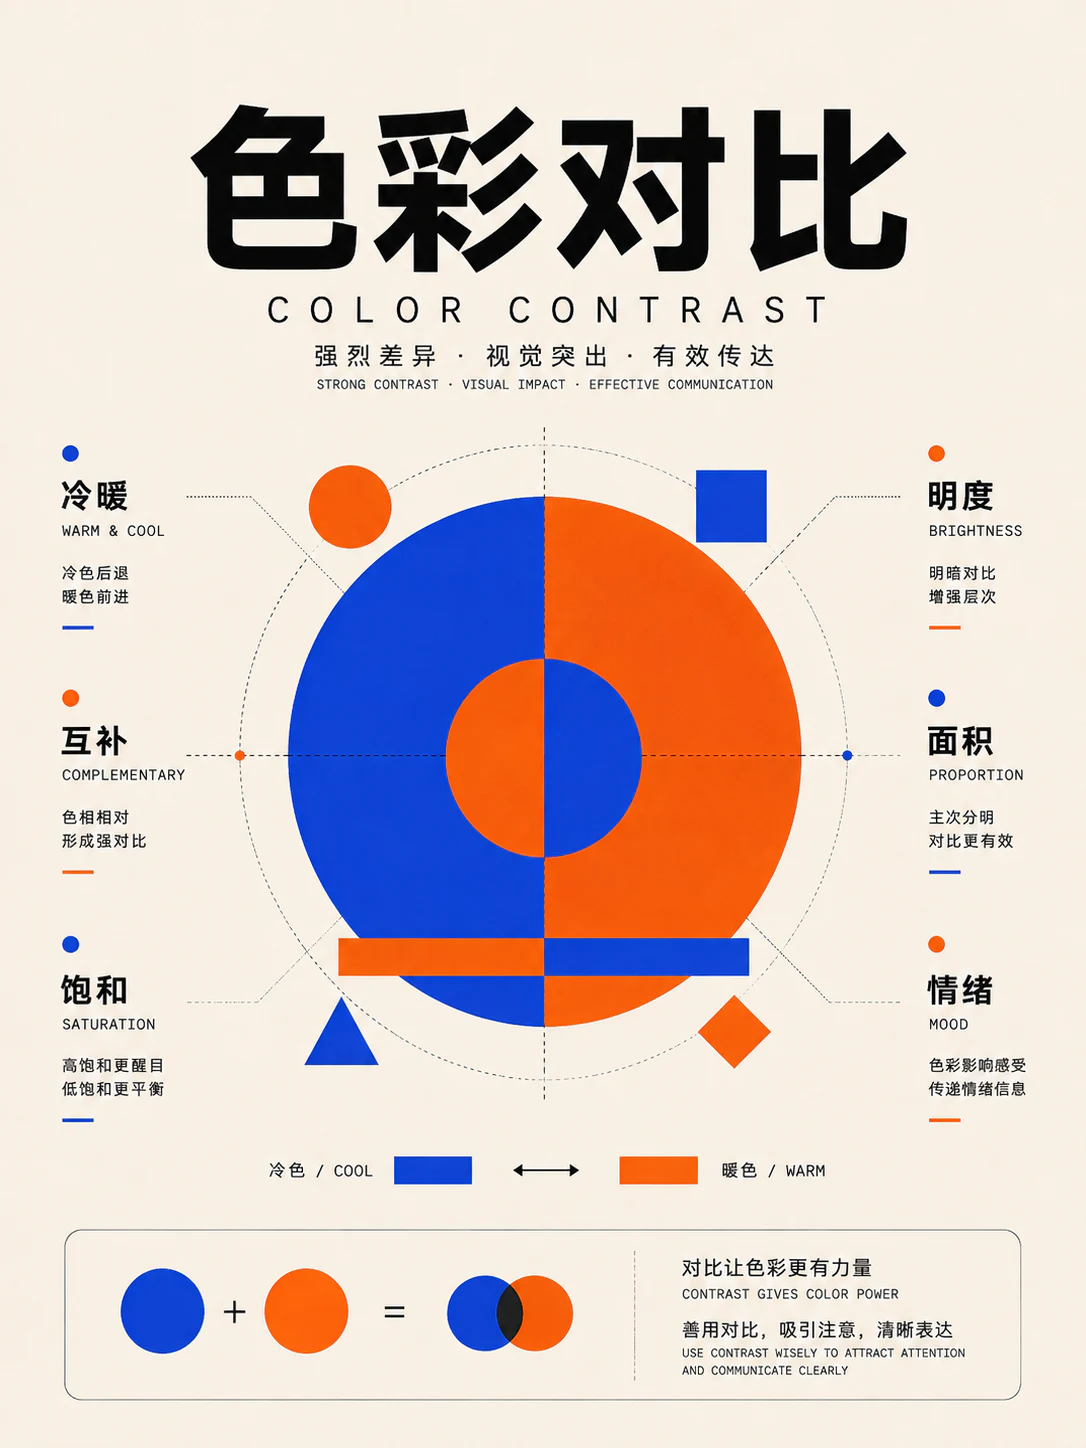 色彩对比
COLOR CONTRAST
强烈差异 · 视觉突出 · 有效传达
STRONG CONTRAST · VISUAL IMPACT · EFFECTIVE COMMUNICATION
冷暖
WARM & COOL
冷色后退
暖色前进
互补
COMPLEMENTARY
色相相对
形成强对比
饱和
SATURATION
高饱和更醒目
低饱和更平衡
明度
BRIGHTNESS
明暗对比
增强层次
面积
PROPORTION
主次分明
对比更有效
情绪
MOOD
色彩影响感受
传递情绪信息
冷色 / COOL
暖色 / WARM
+
=
对比让色彩更有力量
CONTRAST GIVES COLOR POWER
善用对比，吸引注意，清晰表达
USE CONTRAST WISELY TO ATTRACT ATTENTION
AND COMMUNICATE CLEARLY